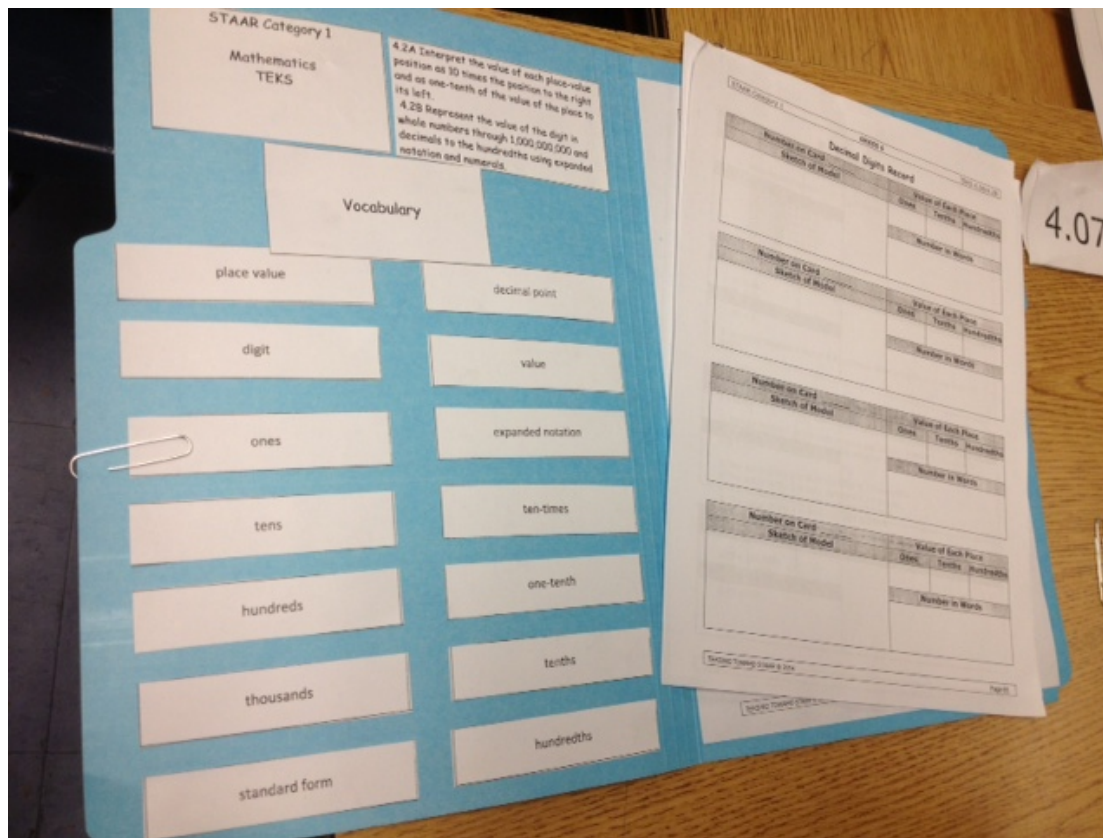 STAAR Category 1
Mathematics
TEKS
4.2A Interpret the value of each place-value
position as 10 times the position to the right
and as one-tenth of the value of the place to
its left.
4.2B Represent the value of the digit in
whole numbers through 1,000,000,000 and
decimals to the hundredths using expanded
notation and numerals.
Vocabulary
place value
decimal point
digit
value
ones
expanded notation
tens
ten-times
hundreds
one-tenth
thousands
tenths
standard form
hundredths
STAAR Category 1
Decimal Digits Record
Number on Card
Value of Each Place
Sketch of Model
Ones Tenths Hundredths
Number in Words
Number on Card
Value of Each Place
Sketch of Model
Ones Tenths Hundredths
Number in Words
Number on Card
Value of Each Place
Sketch of Model
Ones Tenths Hundredths
Number in Words
Number on Card
Value of Each Place
Sketch of Model
Ones Tenths Hundredths
Number in Words
Page
4.07